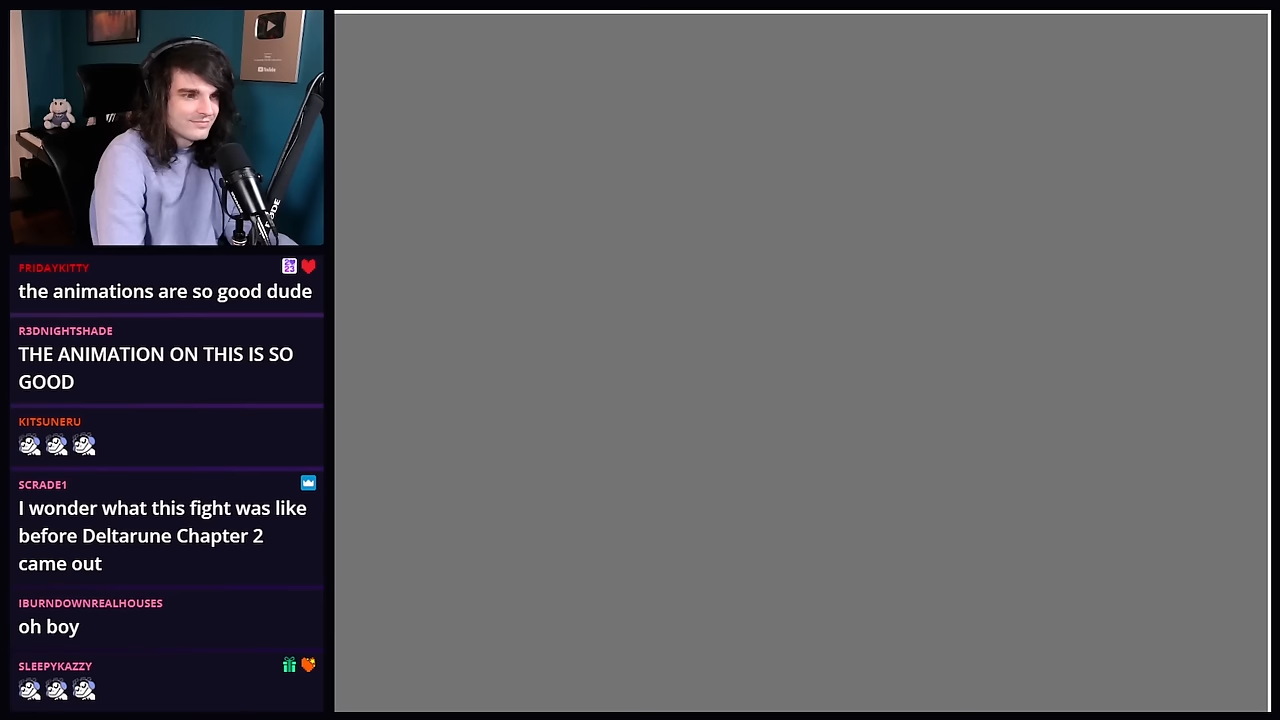 FRIDAYKITTY
the animations are so good dude
R3DNIGHTSHADE
THE ANIMATION ON THIS IS SO
GOOD
KITSUNERU
SCRADE1
I wonder what this fight was like
before Deltarune Chapter 2
came out
IBURNDOWNREALHOUSES
oh boy
SLEEPYKAZZY